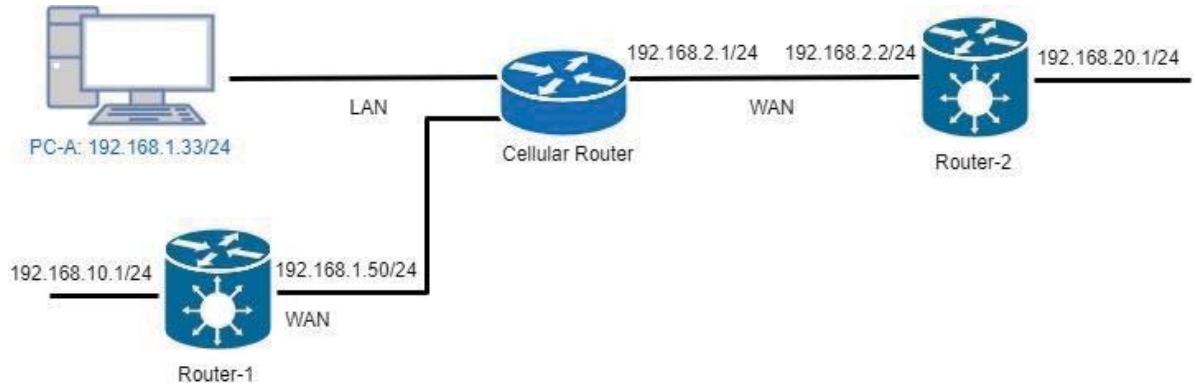 192.168.2.1/24
192.168.2.2/24
192.168.20.1/24
LAN
WAN
PC-A: 192.168.1.33/24
Cellular Router
Router-2
192.168.10.1/24
192.168.1.50/24
WAN
Router-1